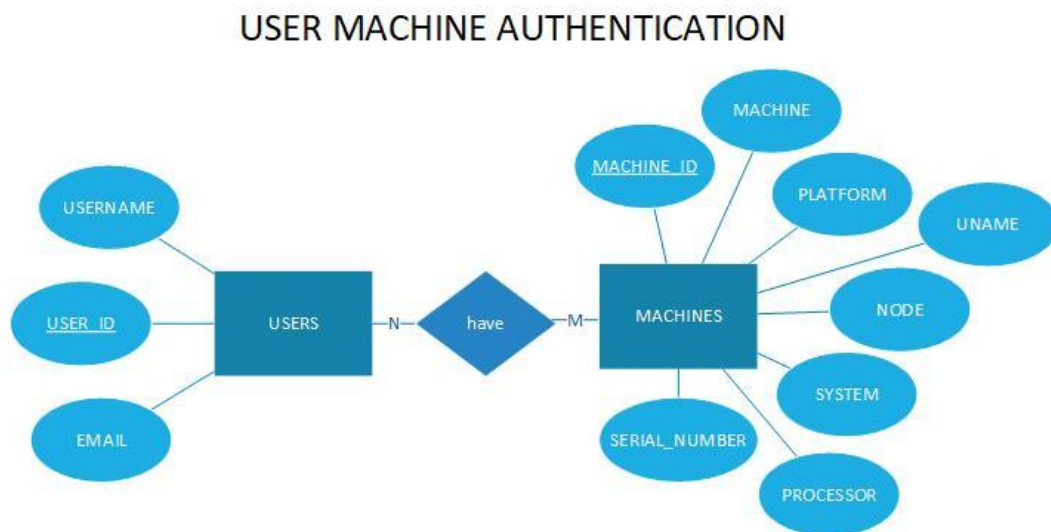 USER MACHINE AUTHENTICATION
MACHINE
MACHINE_ID
PLATFORM
USERNAME
UNAME
USER_ID
USERS
N
have
M
MACHINES
NODE
SYSTEM
EMAIL
SERIAL_NUMBER
PROCESSOR